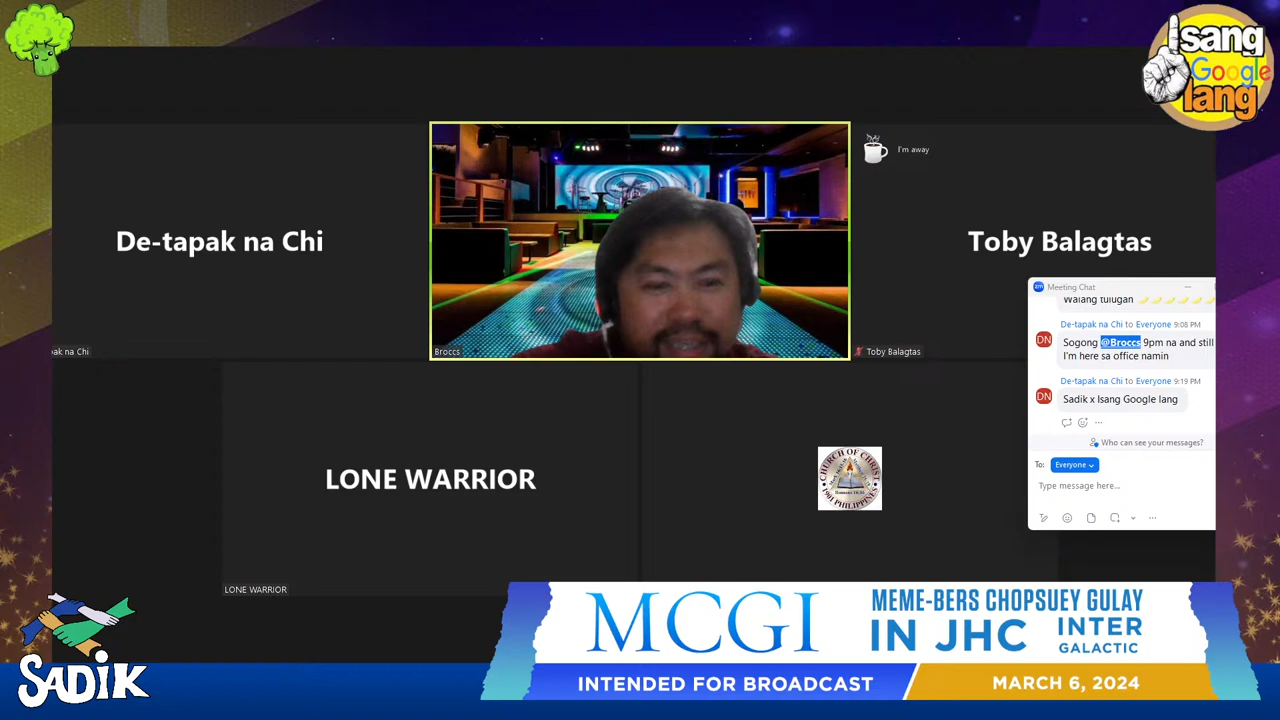 Isang
Google
lang
I'm away
De-tapak na Chi
Toby Balagtas
Broccs
ak na Chi
Toby Balagtas
zm Meeting Chat
Walang tulugan
De-tapak na Chi to Everyone 9:08 PM
DN
Sogong @Broccs 9pm na and still
I'm here sa office namin
De-tapak na Chi to Everyone 9:19 PM
DN
Sadik x Isang Google lang
Who can see your messages?
To: Everyone
Type message here...
LONE WARRIOR
CHURCH OF CHRIST
1901 PHILIPPINES
LONE WARRIOR
MCGI
MEME-BERS CHOPSUEY GULAY
IN JHC
INTER
GALACTIC
INTENDED FOR BROADCAST
MARCH 6, 2024
SADIK